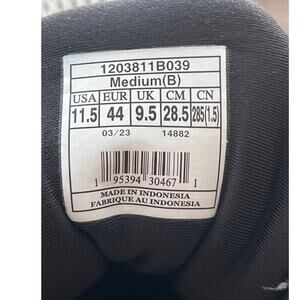 1203811B039
Medium(B)
USA EUR UK CM CN
11.5 44 9.5 28.5 285(1.5)
03/23 14882
1 95394 30467 1
MADE IN INDONESIA
FABRIQUE AU INDONESIA